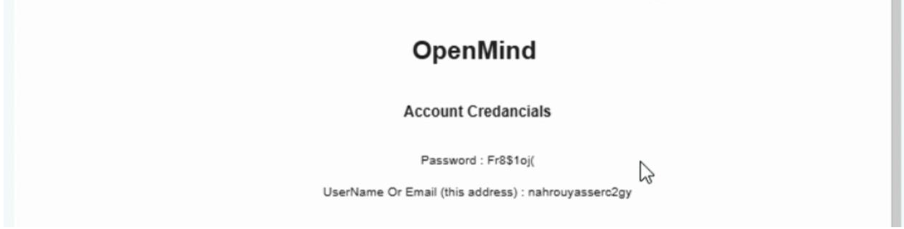 OpenMind
Account Credancials
Password : Fr8$1oj(
UserName Or Email (this address) : nahrouyasserc2gy